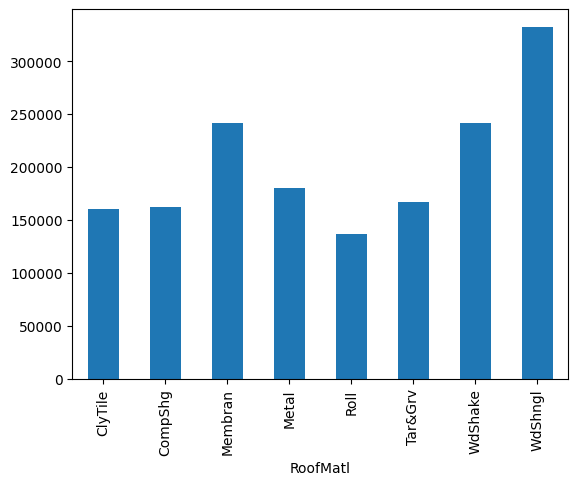 300000
250000
200000
150000
100000
50000
0
ClyTile
CompShg
Membran
Metal
Roll
Tar&Grv
WdShake
WdShngl
RoofMatl